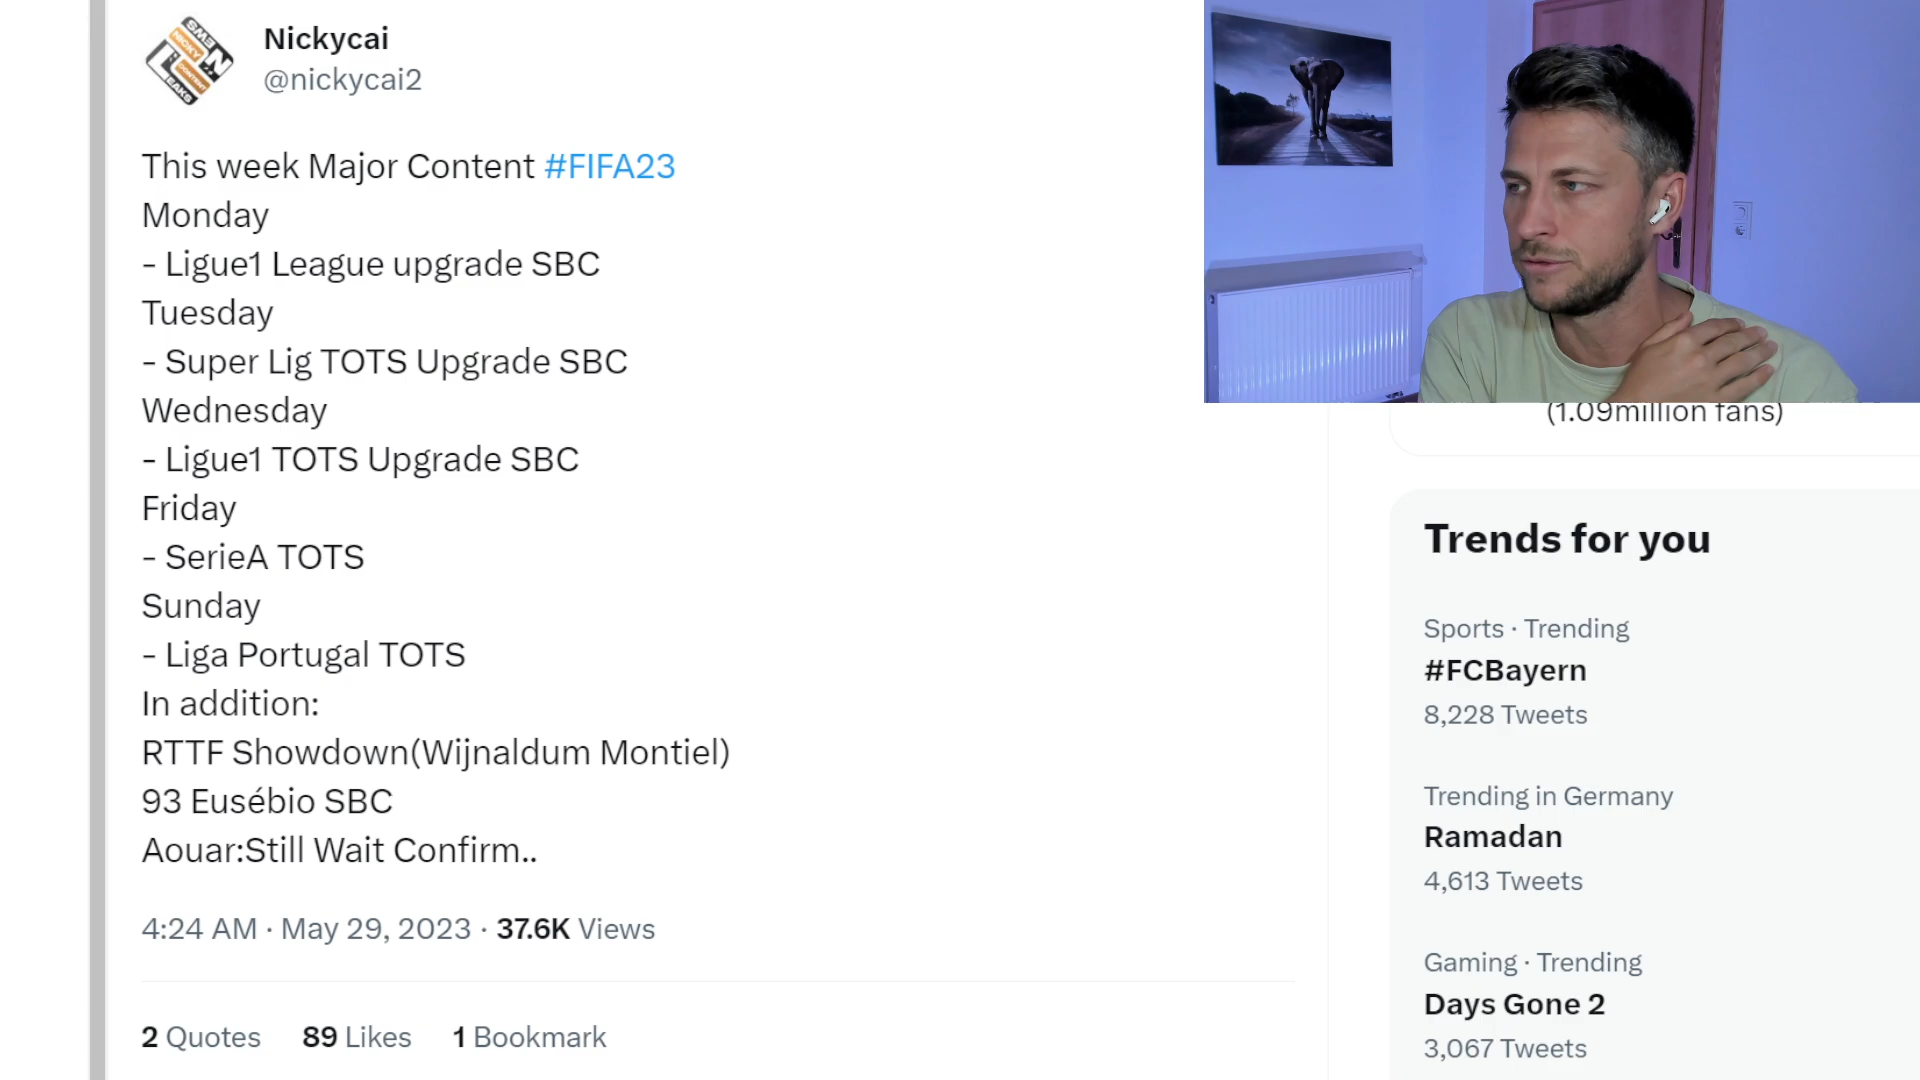 Nickycai
@nickycai2
This week Major Content #FIFA23
Monday
- Ligue1 League upgrade SBC
Tuesday
- Super Lig TOTS Upgrade SBC
Wednesday
- Ligue1 TOTS Upgrade SBC
Friday
- SerieA TOTS
Sunday
- Liga Portugal TOTS
In addition:
RTTF Showdown(Wijnaldum Montiel)
93 Eusébio SBC
Aouar:Still Wait Confirm..
4:24 AM · May 29, 2023 · 37.6K Views
2 Quotes 89 Likes 1 Bookmark
(1.09million fans)
Trends for you
Sports · Trending
#FCBayern
8,228 Tweets
Trending in Germany
Ramadan
4,613 Tweets
Gaming · Trending
Days Gone 2
3,067 Tweets